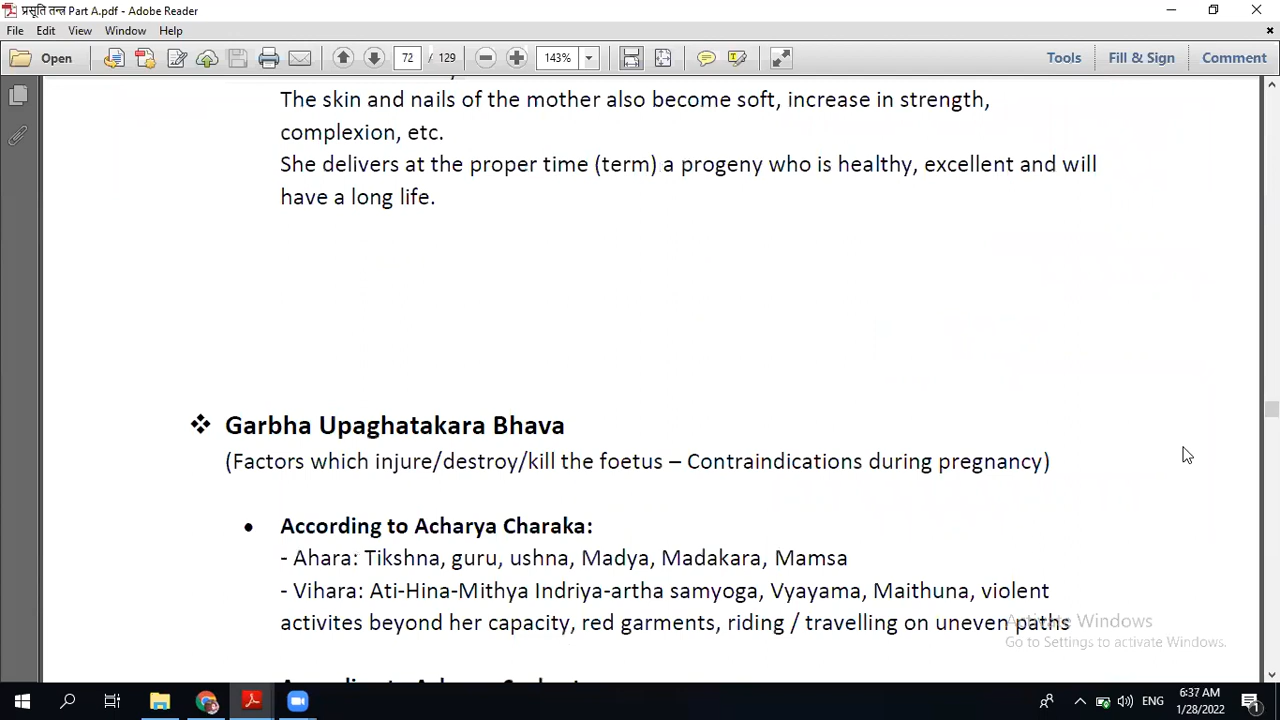 प्रसूति तन्त्र Part A.pdf - Adobe Reader
File Edit View Window Help
Open 72 / 129 143% Tools Fill & Sign Comment
The skin and nails of the mother also become soft, increase in strength,
complexion, etc.
She delivers at the proper time (term) a progeny who is healthy, excellent and will
have a long life.
❖ Garbha Upaghatakara Bhava
(Factors which injure/destroy/kill the foetus – Contraindications during pregnancy)
• According to Acharya Charaka:
- Ahara: Tikshna, guru, ushna, Madya, Madakara, Mamsa
- Vihara: Ati-Hina-Mithya Indriya-artha samyoga, Vyayama, Maithuna, violent
activites beyond her capacity, red garments, riding / travelling on uneven paths
Activate Windows
Go to Settings to activate Windows.
ENG
6:37 AM
1/28/2022
1